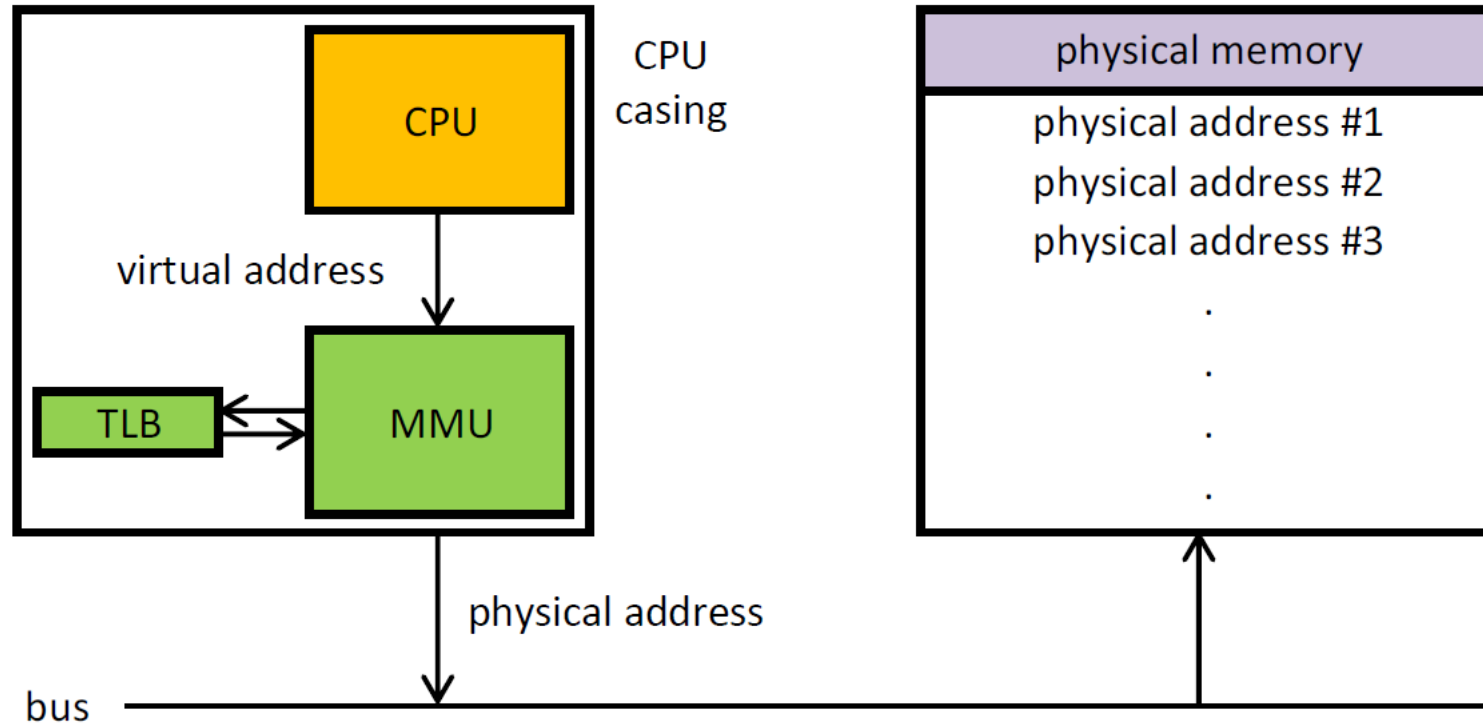 CPU
CPU
casing
virtual address
TLB
MMU
physical address
bus
physical memory
physical address #1
physical address #2
physical address #3
.
.
.
.